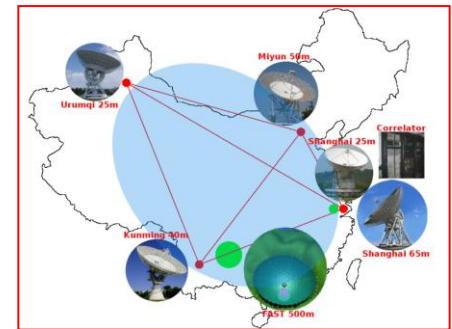 Miyun 50m
Urumqi 25m
Shanghai 25m
Correlator
Kunming 40m
Shanghai 65m
FAST 500m